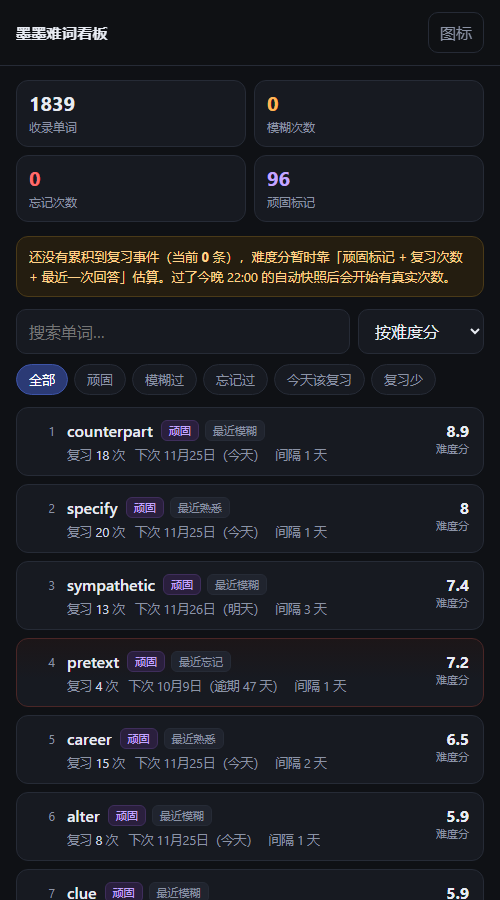 墨墨难词看板
图标
1839
收录单词
0
模糊次数
0
忘记次数
96
顽固标记
还没有累积到复习事件（当前 0 条），难度分暂时靠「顽固标记 + 复习次数
+ 最近一次回答」估算。过了今晚 22:00 的自动快照后会开始有真实次数。
搜索单词...
按难度分
全部 顽固 模糊过 忘记过 今天该复习 复习少
1 counterpart 顽固 最近模糊 8.9
复习 18 次 下次 11月25日（今天） 间隔 1 天 难度分
2 specify 顽固 最近熟悉 8
复习 20 次 下次 11月25日（今天） 间隔 1 天 难度分
3 sympathetic 顽固 最近模糊 7.4
复习 13 次 下次 11月26日（明天） 间隔 3 天 难度分
4 pretext 顽固 最近忘记 7.2
复习 4 次 下次 10月9日（逾期 47 天） 间隔 1 天 难度分
5 career 顽固 最近熟悉 6.5
复习 15 次 下次 11月25日（今天） 间隔 2 天 难度分
6 alter 顽固 最近模糊 5.9
复习 8 次 下次 11月25日（今天） 间隔 1 天 难度分
7 clue 顽固 最近模糊 5.9